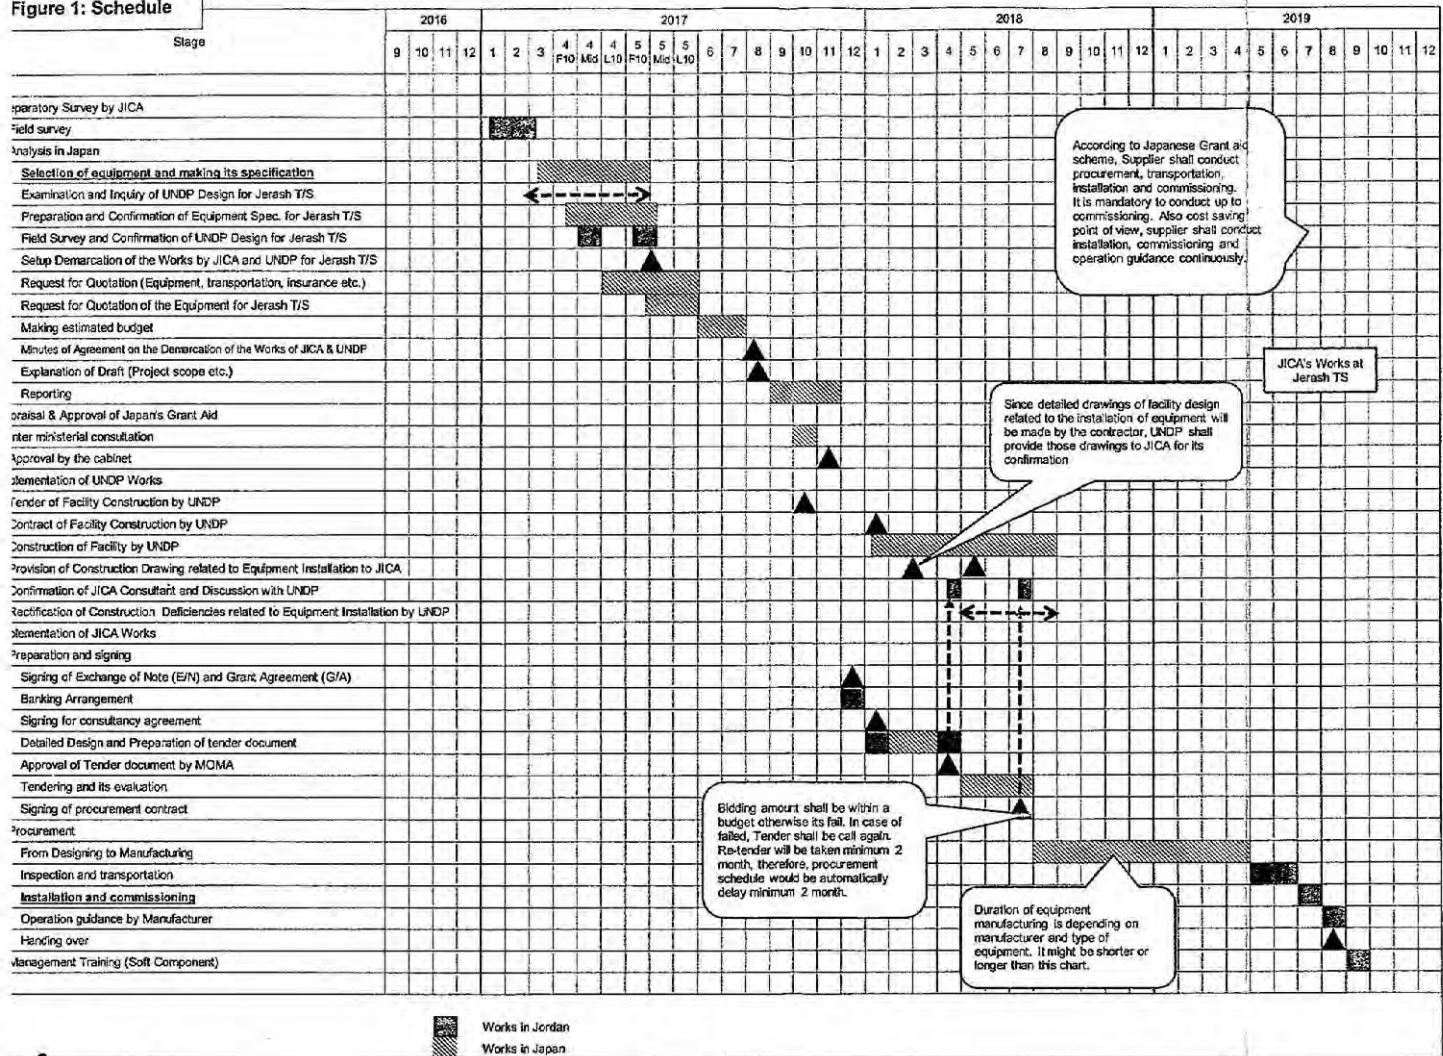 Figure 1: Schedule
2016 2017 2018 2019
Stage
9 10 11 12 1 2 3 4 4 4 5 5 5 6 7 8 9 10 11 12 1 2 3 4 5 6 7 8 9 10 11 12 1 2 3 4 5 6 7 8 9 10 11 12
F10 Mid L10 F10 Mid L10
eparatory Survey by JICA
Field survey
Analysis in Japan
Selection of equipment and making its specification
Examination and Inquiry of UNDP Design for Jerash T/S
Preparation and Confirmation of Equipment Spec. for Jerash T/S
Field Survey and Confirmation of UNDP Design for Jerash T/S
Setup Demarcation of the Works by JICA and UNDP for Jerash T/S
Request for Quotation (Equipment, transportation, insurance etc.)
Request for Quotation of the Equipment for Jerash T/S
Making estimated budget
Minutes of Agreement on the Demarcation of the Works of JICA & UNDP
Explanation of Draft (Project scope etc.)
Reporting
praisal & Approval of Japan's Grant Aid
nter ministerial consultation
Approval by the cabinet
plementation of UNDP Works
Tender of Facility Construction by UNDP
Contract of Facility Construction by UNDP
Construction of Facility by UNDP
Provision of Construction Drawing related to Equipment Installation to JICA
Confirmation of JICA Consultant and Discussion with UNDP
Rectification of Construction Deficiencies related to Equipment Installation by UNDP
plementation of JICA Works
Preparation and signing
Signing of Exchange of Note (E/N) and Grant Agreement (G/A)
Banking Arrangement
Signing for consultancy agreement
Detailed Design and Preparation of tender document
Approval of Tender document by MOMA
Tendering and its evaluation
Signing of procurement contract
Procurement
From Designing to Manufacturing
Inspection and transportation
Installation and commissioning
Operation guidance by Manufacturer
Handing over
Management Training (Soft Component)
According to Japanese Grant aid
scheme, Supplier shall conduct
procurement, transportation,
installation and commissioning.
It is mandatory to conduct up to
commissioning. Also cost saving
point of view, supplier shall conduct
installation, commissioning and
operation guidance continuously.
JICA's Works at
Jerash TS
Since detailed drawings of facility design
related to the installation of equipment will
be made by the contractor, UNDP shall
provide those drawings to JICA for its
confirmation
Bidding amount shall be within a
budget otherwise its fail. In case of
failed, Tender shall be call again.
Re-tender will be taken minimum 2
month, therefore, procurement
schedule would be automatically
delay minimum 2 month.
Duration of equipment
manufacturing is depending on
manufacturer and type of
equipment. It might be shorter or
longer than this chart.
Works in Jordan
Works in Japan